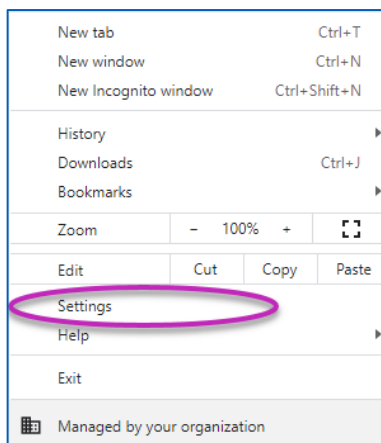 New tab Ctrl+T
New window Ctrl+N
New Incognito window Ctrl+Shift+N
History
Downloads Ctrl+J
Bookmarks
Zoom - 100% +
Edit Cut Copy Paste
Settings
Help
Exit
Managed by your organization